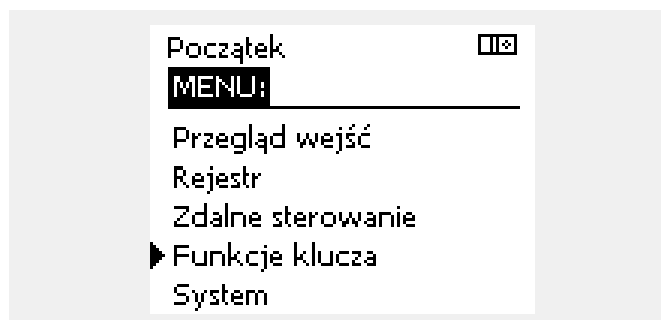 Początek
MENU:
Przegląd wejść
Rejestr
Zdalne sterowanie
Funkcje klucza
System